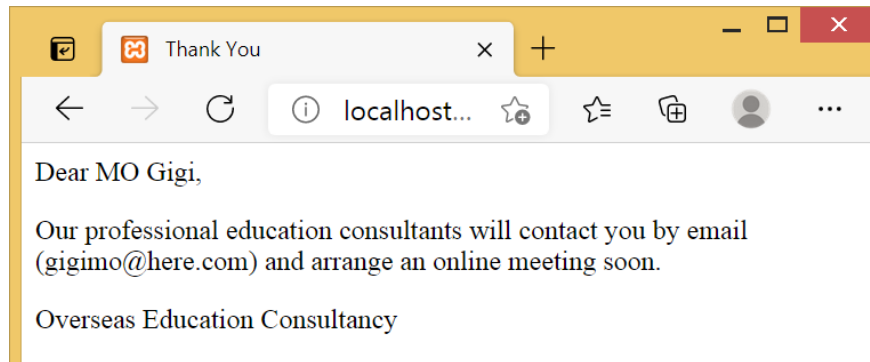 Thank You
localhost...
Dear MO Gigi,
Our professional education consultants will contact you by email
(gigimo@here.com) and arrange an online meeting soon.
Overseas Education Consultancy